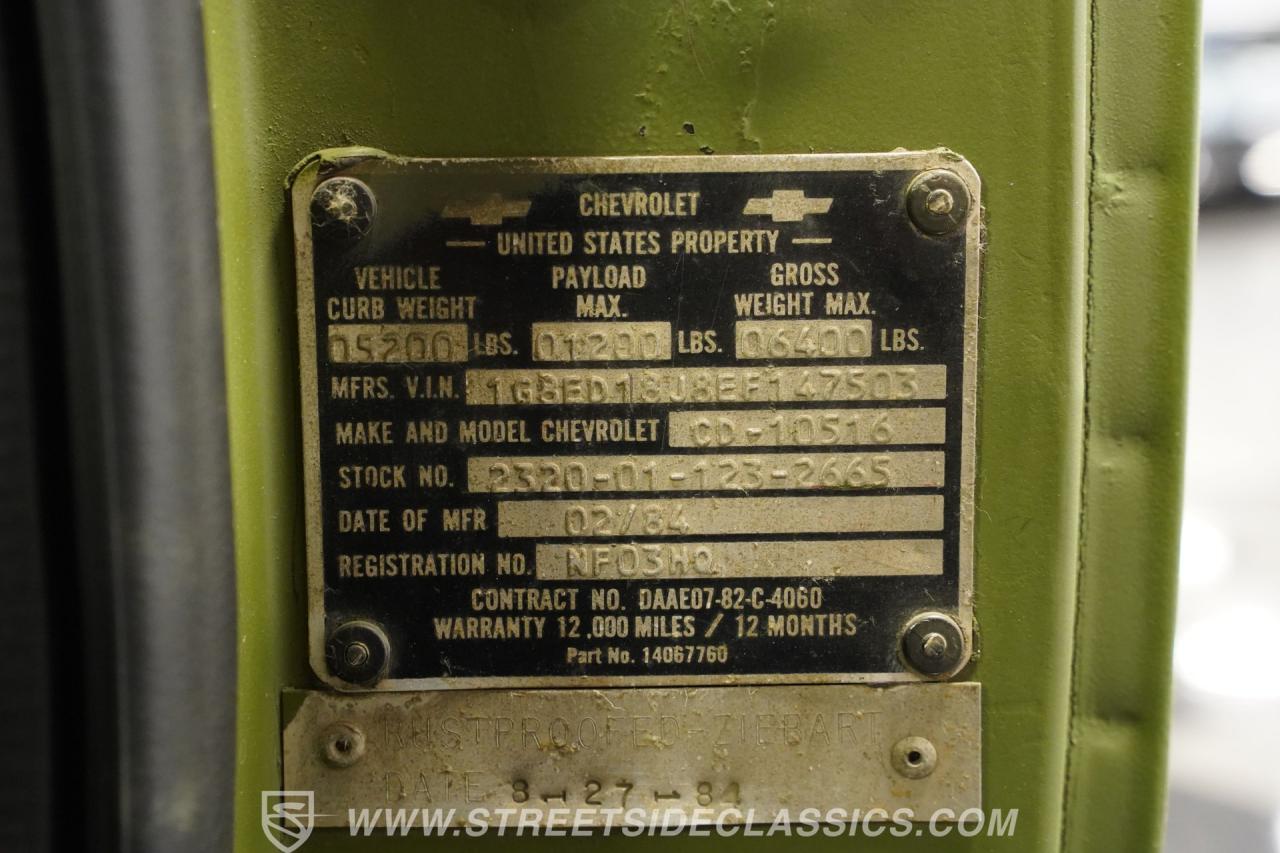 CHEVROLET
UNITED STATES PROPERTY
VEHICLE CURB WEIGHT PAYLOAD MAX. GROSS WEIGHT MAX.
05200 LBS. 01200 LBS. 06400 LBS.
MFRS. V.I.N. 1G8ED18J8EF147503
MAKE AND MODEL CHEVROLET CD-10516
STOCK NO. 2320-01-123-2665
DATE OF MFR 02/84
REGISTRATION NO. NF03HQ
CONTRACT NO. DAAE07-82-C-4060
WARRANTY 12,000 MILES / 12 MONTHS
Part No. 14067760
RUSTPROOFED-ZIEBART
DATE 8-27-84
WWW.STREETSIDECLASSICS.COM